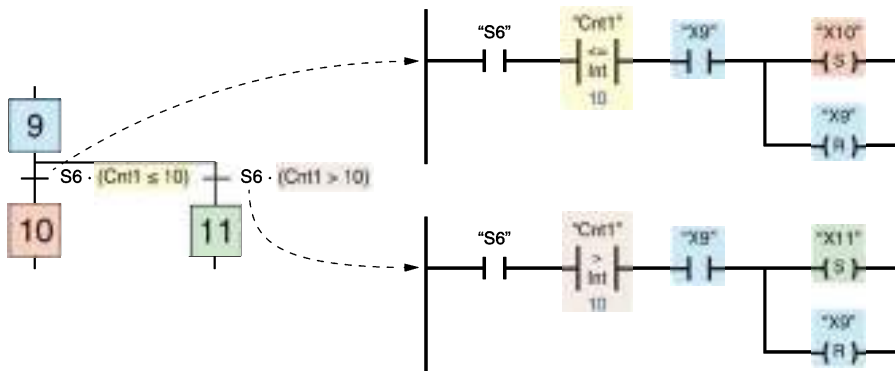 9
S6 · (Cnt1 ≤ 10)
S6 · (Cnt1 > 10)
10
11
"S6"
"Cnt1"
<=
Int
10
"X9"
"X10"
S
"X9"
R
"S6"
"Cnt1"
>
Int
10
"X9"
"X11"
S
"X9"
R